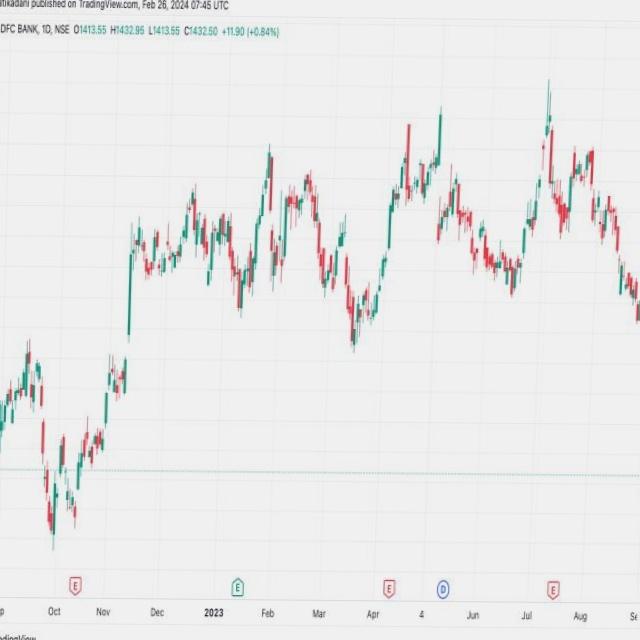 published on TradingView.com, Feb 26, 2024 07:45 UTC
DFC BANK, 1D, NSE O1413.55 H1432.95 L1413.55 C1432.50 +11.90 (+0.84%)
E E E D E
Oct Nov Dec 2023 Feb Mar Apr 4 Jun Jul Aug